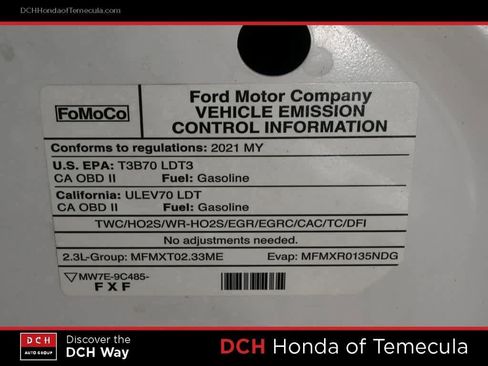 DCHHondaofTemecula.com
FoMoCo
Ford Motor Company
VEHICLE EMISSION
CONTROL INFORMATION
Conforms to regulations: 2021 MY
U.S. EPA: T3B70 LDT3
CA OBD II Fuel: Gasoline
California: ULEV70 LDT
CA OBD II Fuel: Gasoline
TWC/HO2S/WR-HO2S/EGR/EGRC/CAC/TC/DFI
No adjustments needed.
2.3L-Group: MFMXT02.33ME Evap: MFMXR0135NDG
MW7E-9C485-
FXF
DCH
AUTO GROUP
Discover the
DCH Way
DCH Honda of Temecula